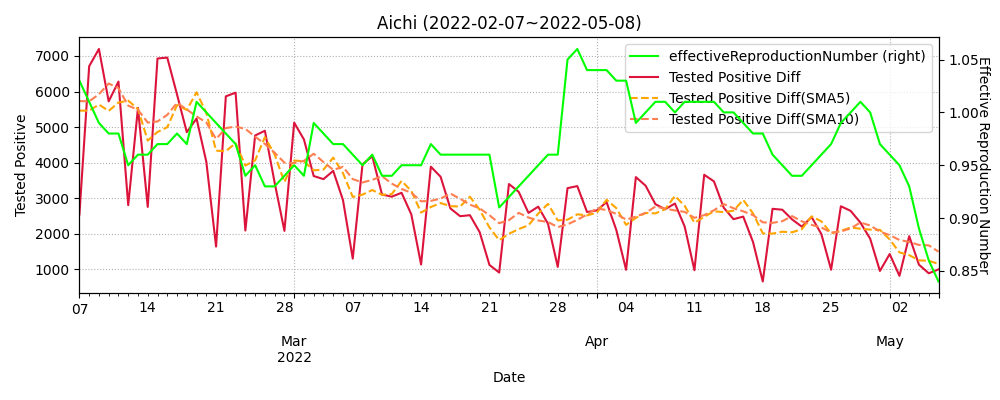 Aichi (2022-02-07~2022-05-08)
effectiveReproductionNumber (right)
Tested Positive Diff
Tested Positive Diff(SMA5)
Tested Positive Diff(SMA10)
Tested Positive
7000
6000
5000
4000
3000
2000
1000
Effective Reproduction Number
1.05
1.00
0.95
0.90
0.85
07 14 21 28 07 14 21 28 04 11 18 25 02
Mar Apr May
2022
Date